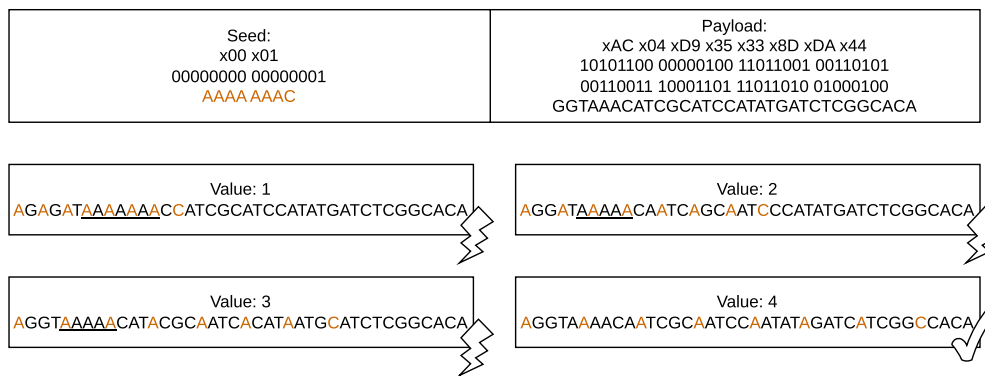 Seed:
x00 x01
00000000 00000001
AAAA AAAC
Payload:
xAC x04 xD9 x35 x33 x8D xDA x44
10101100 00000100 11011001 00110101
00110011 10001101 11011010 01000100
GGTAAACATCGCATCCATATGATCTCGGCACA
Value: 1
AGAGATAAAAAAACCATCGCATCCATATGATCTCGGCACA
Value: 2
AGGATAAAAACAATCAGCAATCCCATATGATCTCGGCACA
Value: 3
AGGTAAAAACATACGCAATCACATAATGCATCTCGGCACA
Value: 4
AGGTAAAACAATCGCAATCCAATATAGATCATCGGCCACA